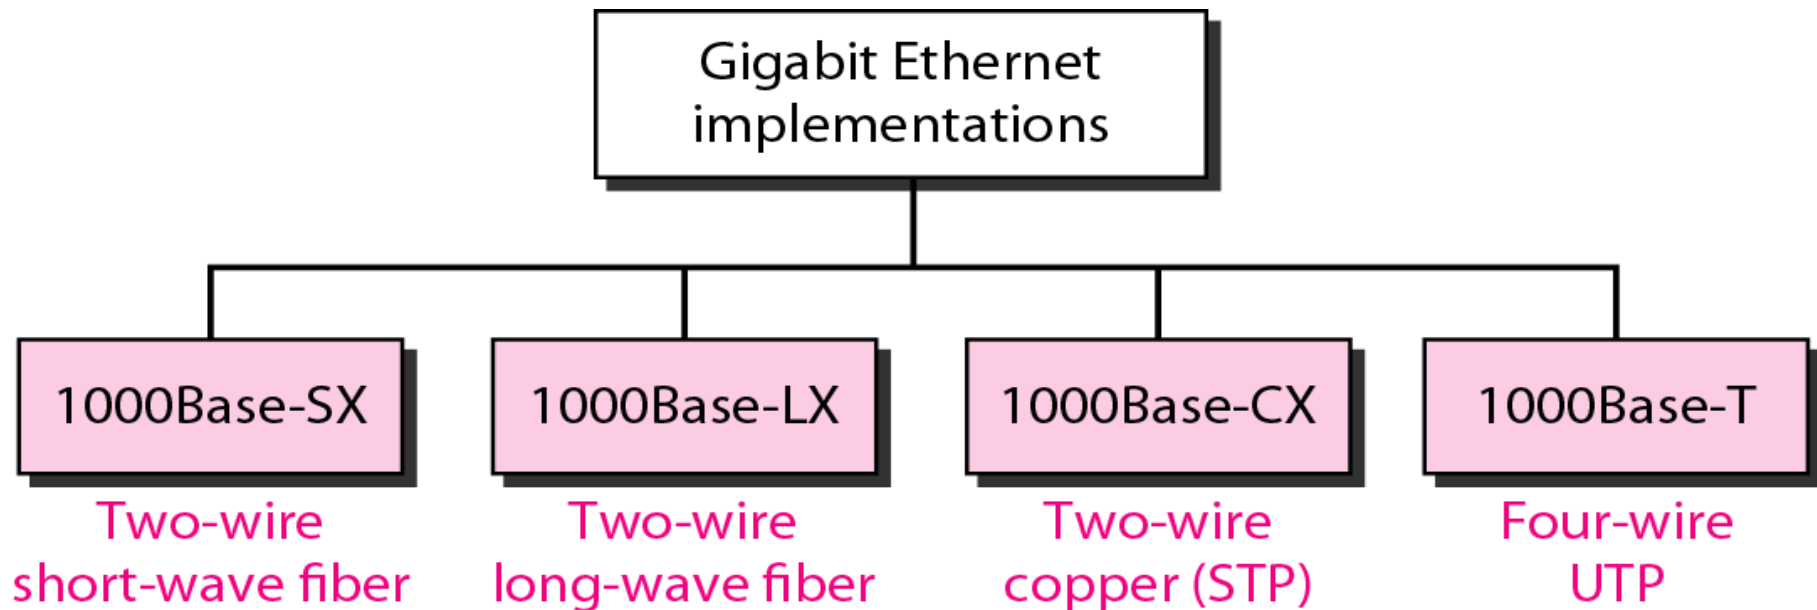 Gigabit Ethernet
implementations
1000Base-SX
1000Base-LX
1000Base-CX
1000Base-T
Two-wire
short-wave fiber
Two-wire
long-wave fiber
Two-wire
copper (STP)
Four-wire
UTP